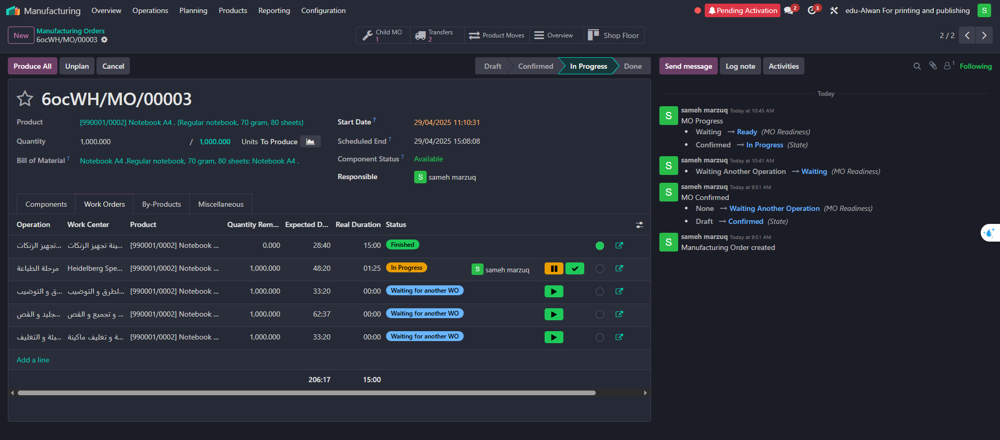 Manufacturing Overview Operations Planning Products Reporting Configuration Pending Activation 2 3 edu-Alwan For printing and publishing S
New Manufacturing Orders Child MO 1 Transfers 2 Product Moves Overview Shop Floor 2 / 2
6ocWH/MO/00003
Produce All Unplan Cancel Draft Confirmed In Progress Done
6ocWH/MO/00003
Product [990001/0002] Notebook A4 . (Regular notebook, 70 gram, 80 sheets) Start Date ? 29/04/2025 11:10:31
Quantity 1,000.000 / 1,000.000 Units To Produce Scheduled End ? 29/04/2025 15:08:08
Bill of Material ? Notebook A4 .Regular notebook, 70 gram, 80 sheets: Notebook A4 . Component Status ? Available
Responsible S sameh marzuq
Components Work Orders By-Products Miscellaneous
Operation Work Center Product Quantity Rem... Expected D... Real Duration Status
تجهيز الزنكات... ...ينة تجهيز الزنكات [990001/0002] Notebook ... 0.000 28:40 15:00 Finished
مرحلة الطباعة Heidelberg Spe... [990001/0002] Notebook ... 1,000.000 48:20 01:25 In Progress S sameh marzuq
...ق و التوضيب ...لطرق و التوضيب [990001/0002] Notebook ... 1,000.000 33:20 00:00 Waiting for another WO
...جليد و القص ... و تجميع و القص [990001/0002] Notebook ... 1,000.000 62:37 00:00 Waiting for another WO
...بئة و التغليف ...ة و تغليف ماكينة [990001/0002] Notebook ... 1,000.000 33:20 00:00 Waiting for another WO
Add a line
206:17 15:00
Send message Log note Activities 1 Following
Today
S sameh marzuq Today at 10:45 AM
MO Progress
Waiting → Ready (MO Readiness)
Confirmed → In Progress (State)
S sameh marzuq Today at 10:41 AM
Waiting Another Operation → Waiting (MO Readiness)
S sameh marzuq Today at 9:51 AM
MO Confirmed
None → Waiting Another Operation (MO Readiness)
Draft → Confirmed (State)
S sameh marzuq Today at 9:51 AM
Manufacturing Order created